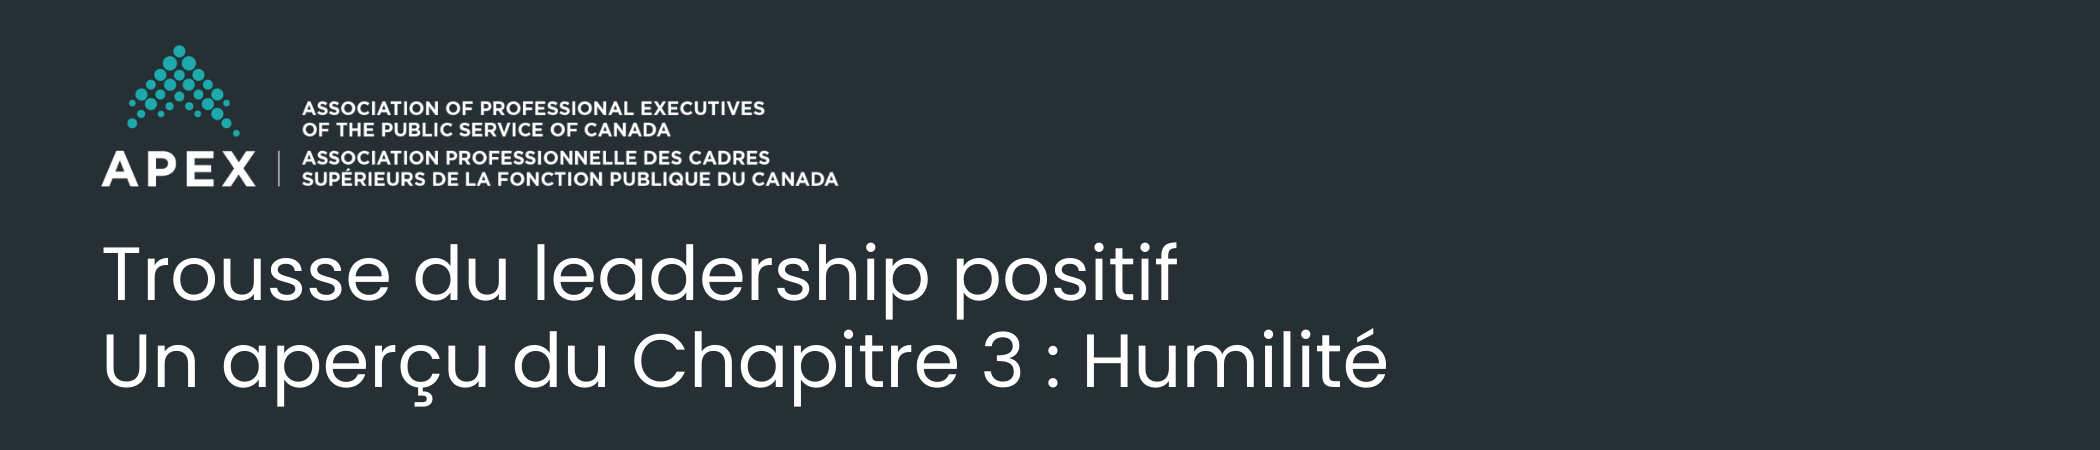 APEX
ASSOCIATION OF PROFESSIONAL EXECUTIVES
OF THE PUBLIC SERVICE OF CANADA
ASSOCIATION PROFESSIONNELLE DES CADRES
SUPÉRIEURS DE LA FONCTION PUBLIQUE DU CANADA
Trousse du leadership positif
Un aperçu du Chapitre 3 : Humilité